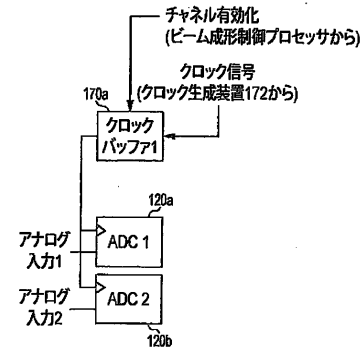 チャネル有効化
(ビーム成形制御プロセッサから)
クロック信号
(クロック生成装置172から)
170a
クロック
バッファ1
120a
アナログ
入力1
ADC 1
アナログ
入力2
ADC 2
120b